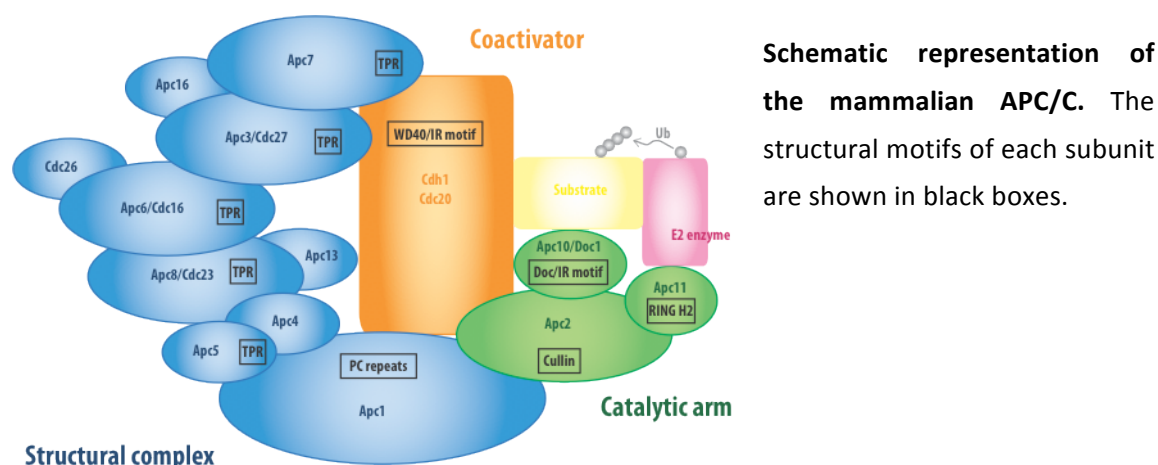 Coactivator
Apc7
TPR
Apc16
Apc3/Cdc27
TPR
WD40/IR motif
Cdh1
Cdc20
Ub
Substrate
E2 enzyme
Cdc26
Apc6/Cdc16
TPR
Apc8/Cdc23
TPR
Apc13
Apc10/Doc1
Doc/IR motif
Apc11
RING H2
Apc4
Apc2
Apc5
TPR
Cullin
PC repeats
Apc1
Catalytic arm
Structural complex
Schematic representation of
the mammalian APC/C. The
structural motifs of each subunit
are shown in black boxes.